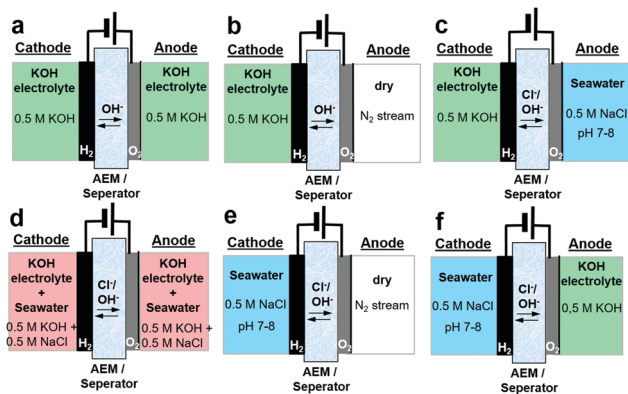 a
Cathode
Anode
KOH
electrolyte
0.5 M KOH
OH-
KOH
electrolyte
0.5 M KOH
H2
O2
AEM /
Seperator
b
Cathode
Anode
KOH
electrolyte
0.5 M KOH
OH-
dry
N2 stream
H2
O2
AEM /
Seperator
c
Cathode
Anode
KOH
electrolyte
0.5 M KOH
Cl-/
OH-
Seawater
0.5 M NaCl
pH 7-8
H2
O2
AEM /
Seperator
d
Cathode
Anode
KOH
electrolyte
+
Seawater
0.5 M KOH +
0.5 M NaCl
Cl-/
OH-
KOH
electrolyte
+
Seawater
0.5 M KOH +
0.5 M NaCl
H2
O2
AEM /
Seperator
e
Cathode
Anode
Seawater
0.5 M NaCl
pH 7-8
Cl-/
OH-
dry
N2 stream
H2
O2
AEM /
Seperator
f
Cathode
Anode
Seawater
0.5 M NaCl
pH 7-8
Cl-/
OH-
KOH
electrolyte
0,5 M KOH
H2
O2
AEM /
Seperator